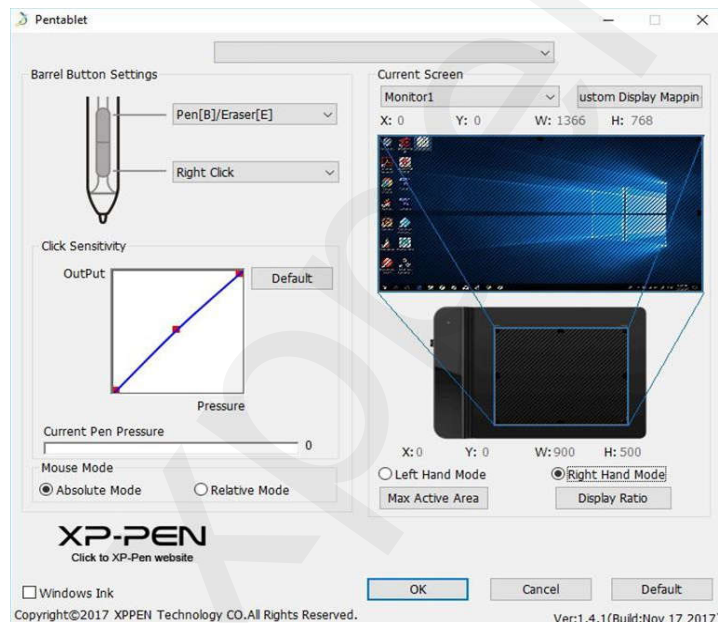 Pentablet
Barrel Button Settings
Pen[B]/Eraser[E]
Right Click
Click Sensitivity
OutPut
Default
Pressure
Current Pen Pressure
0
Mouse Mode
Absolute Mode
Relative Mode
Current Screen
Monitor1
ustom Display Mappin
X: 0 Y: 0 W: 1366 H: 768
X: 0 Y: 0 W: 900 H: 500
Left Hand Mode
Right Hand Mode
Max Active Area
Display Ratio
XP-PEN
Click to XP-Pen website
Windows Ink
OK
Cancel
Default
Copyright©2017 XPPEN Technology CO.All Rights Reserved.
Ver:1.4.1(Build:Nov 17 2017)